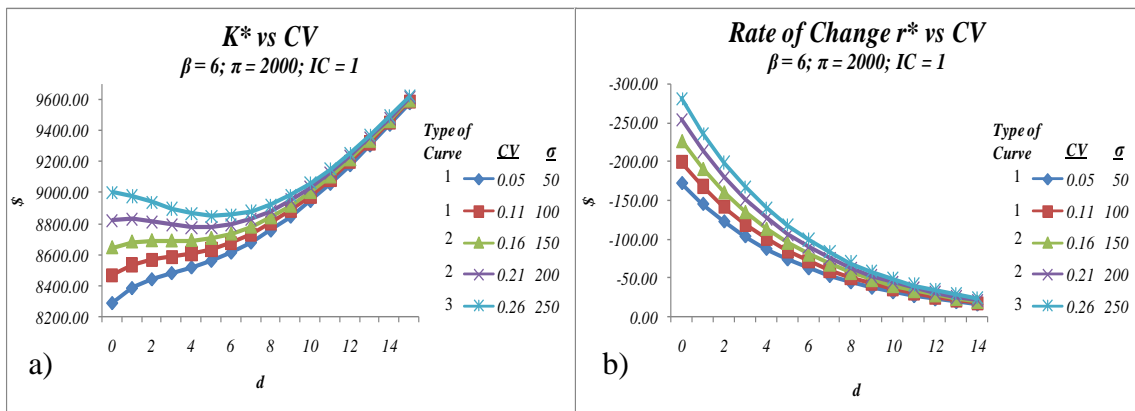 K* vs CV
β = 6; π = 2000; IC = 1
9600.00
9400.00
9200.00
9000.00
8800.00
8600.00
8400.00
8200.00
$
0 2 4 6 8 10 12 14
d
Type of Curve CV σ
1 0.05 50
1 0.11 100
2 0.16 150
2 0.21 200
3 0.26 250
a)
Rate of Change r* vs CV
β = 6; π = 2000; IC = 1
-300.00
-250.00
-200.00
-150.00
-100.00
-50.00
0.00
$
0 2 4 6 8 10 12 14
d
Type of Curve CV σ
1 0.05 50
1 0.11 100
2 0.16 150
2 0.21 200
3 0.26 250
b)